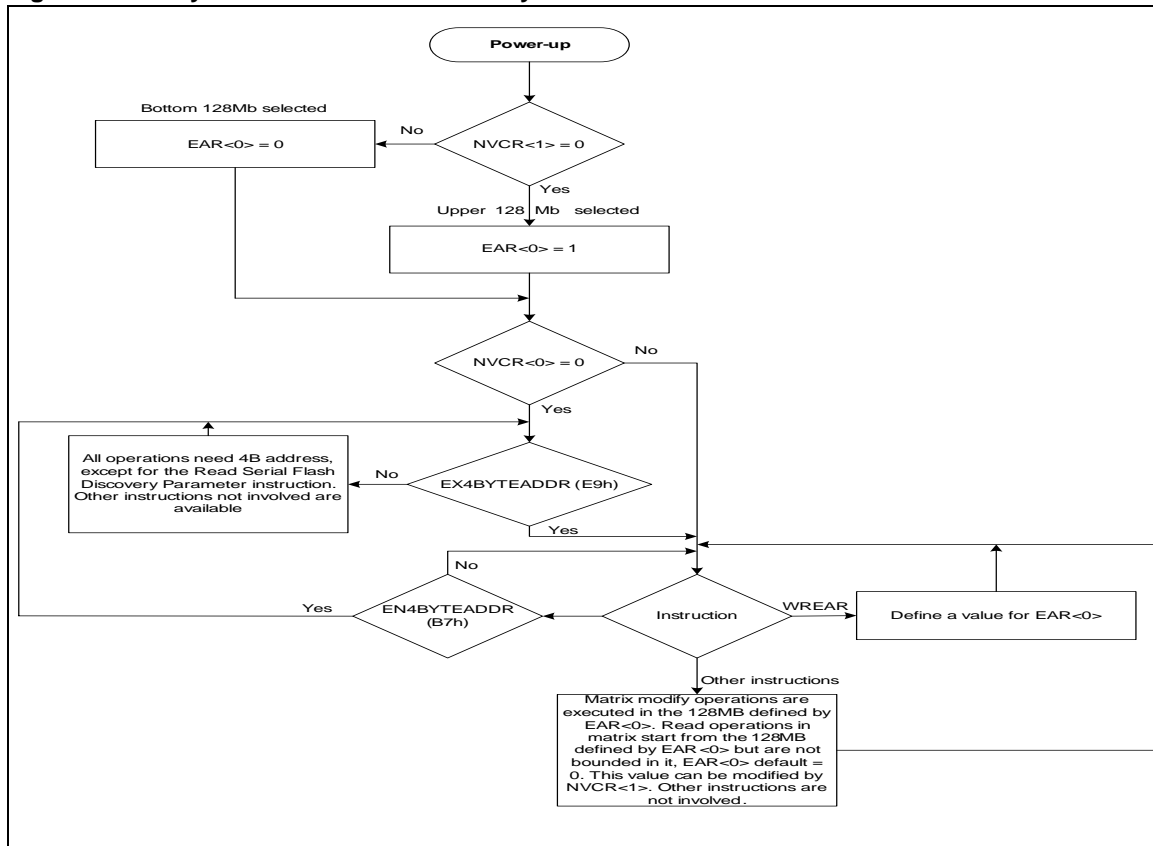 Power-up
Bottom 128Mb selected
No
EAR<0> = 0
NVCR<1> = 0
Yes
Upper 128 Mb selected
EAR<0> = 1
NVCR<0> = 0
No
Yes
All operations need 4B address,
except for the Read Serial Flash
Discovery Parameter instruction.
Other instructions not involved are
available
No
EX4BYTEADDR (E9h)
Yes
No
Yes
EN4BYTEADDR
(B7h)
Instruction
WREAR
Define a value for EAR<0>
Other instructions
Matrix modify operations are
executed in the 128MB defined by
EAR<0>. Read operations in
matrix start from the 128MB
defined by EAR<0> but are not
bounded in it, EAR<0> default =
0. This value can be modified by
NVCR<1>. Other instructions are
not involved.